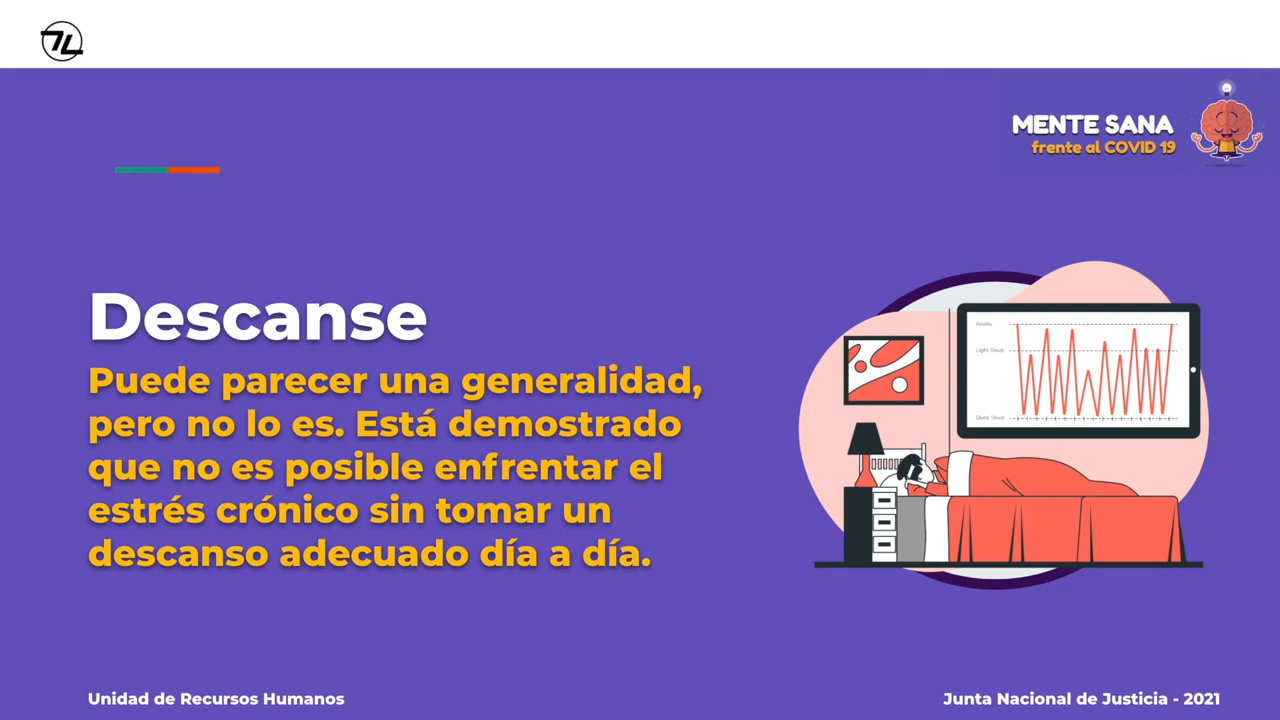 MENTE SANA
frente al COVID 19
Descanse
Puede parecer una generalidad,
pero no lo es. Está demostrado
que no es posible enfrentar el
estrés crónico sin tomar un
descanso adecuado día a día.
Awake
Light Sleep
Deep Sleep
Unidad de Recursos Humanos
Junta Nacional de Justicia - 2021